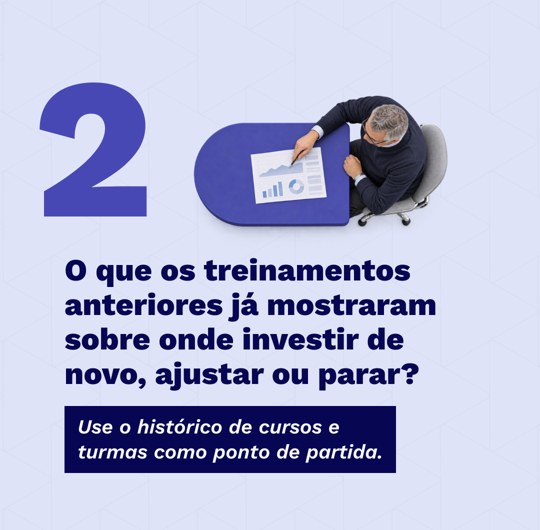 2
O que os treinamentos
anteriores já mostraram
sobre onde investir de
novo, ajustar ou parar?
Use o histórico de cursos e
turmas como ponto de partida.